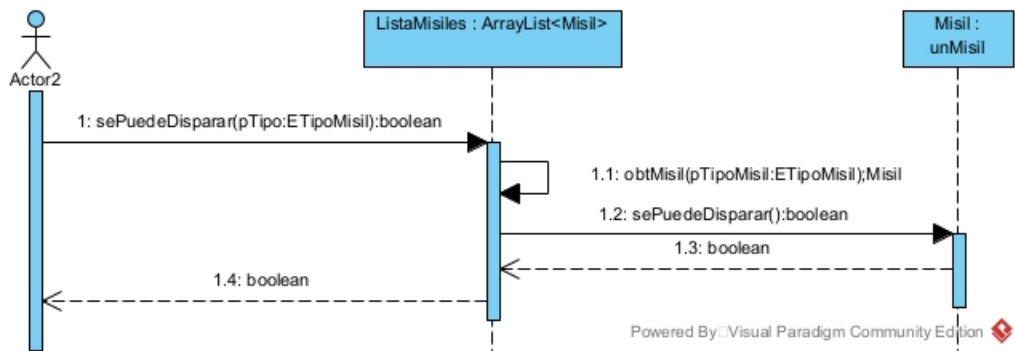 ListaMisiles : ArrayList<Misil>
Misil :
unMisil
Actor2
1: sePuedeDisparar(pTipo:ETipoMisil):boolean
1.1: obtMisil(pTipoMisil:ETipoMisil);Misil
1.2: sePuedeDisparar():boolean
1.3: boolean
1.4: boolean
Powered By Visual Paradigm Community Edition